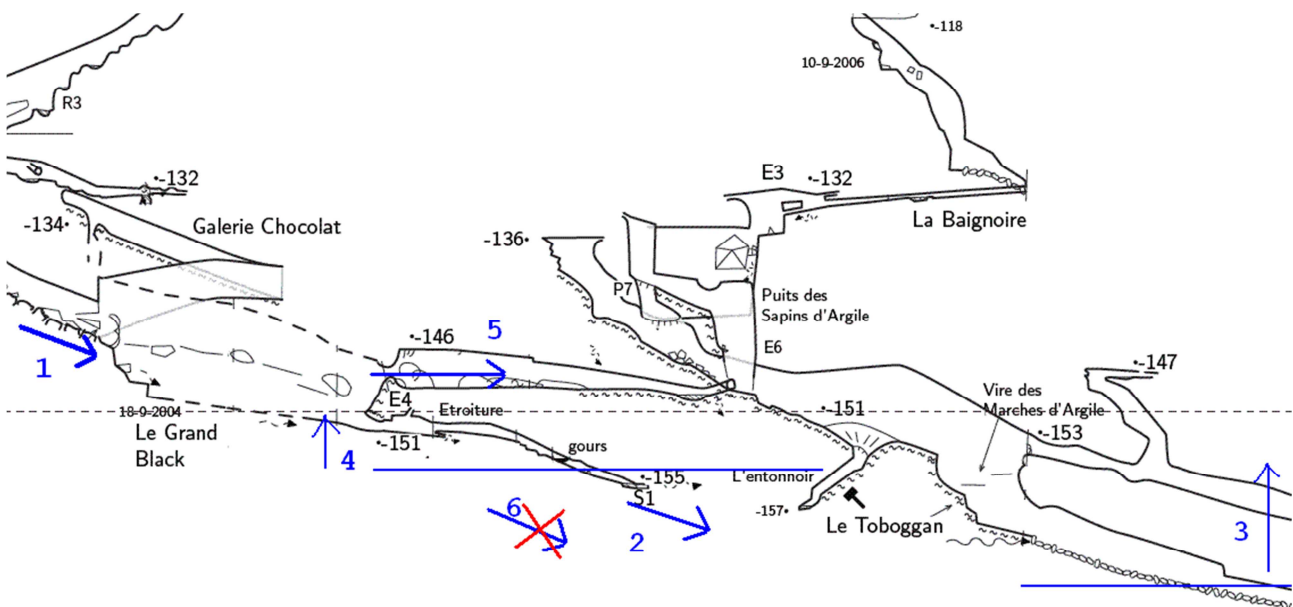 -118
10-9-2006
R3
-132
E3
-132
-134
Galerie Chocolat
La Baignoire
-136
P7
Puits des
Sapins d'Argile
E6
5
-146
1
-147
Vire des
Marches d'Argile
E4
Etroiture
18-9-2004
-151
Le Grand
Black
-151
-153
4
gours
-155
L'entonnoir
S1
6
-157
Le Toboggan
2
3